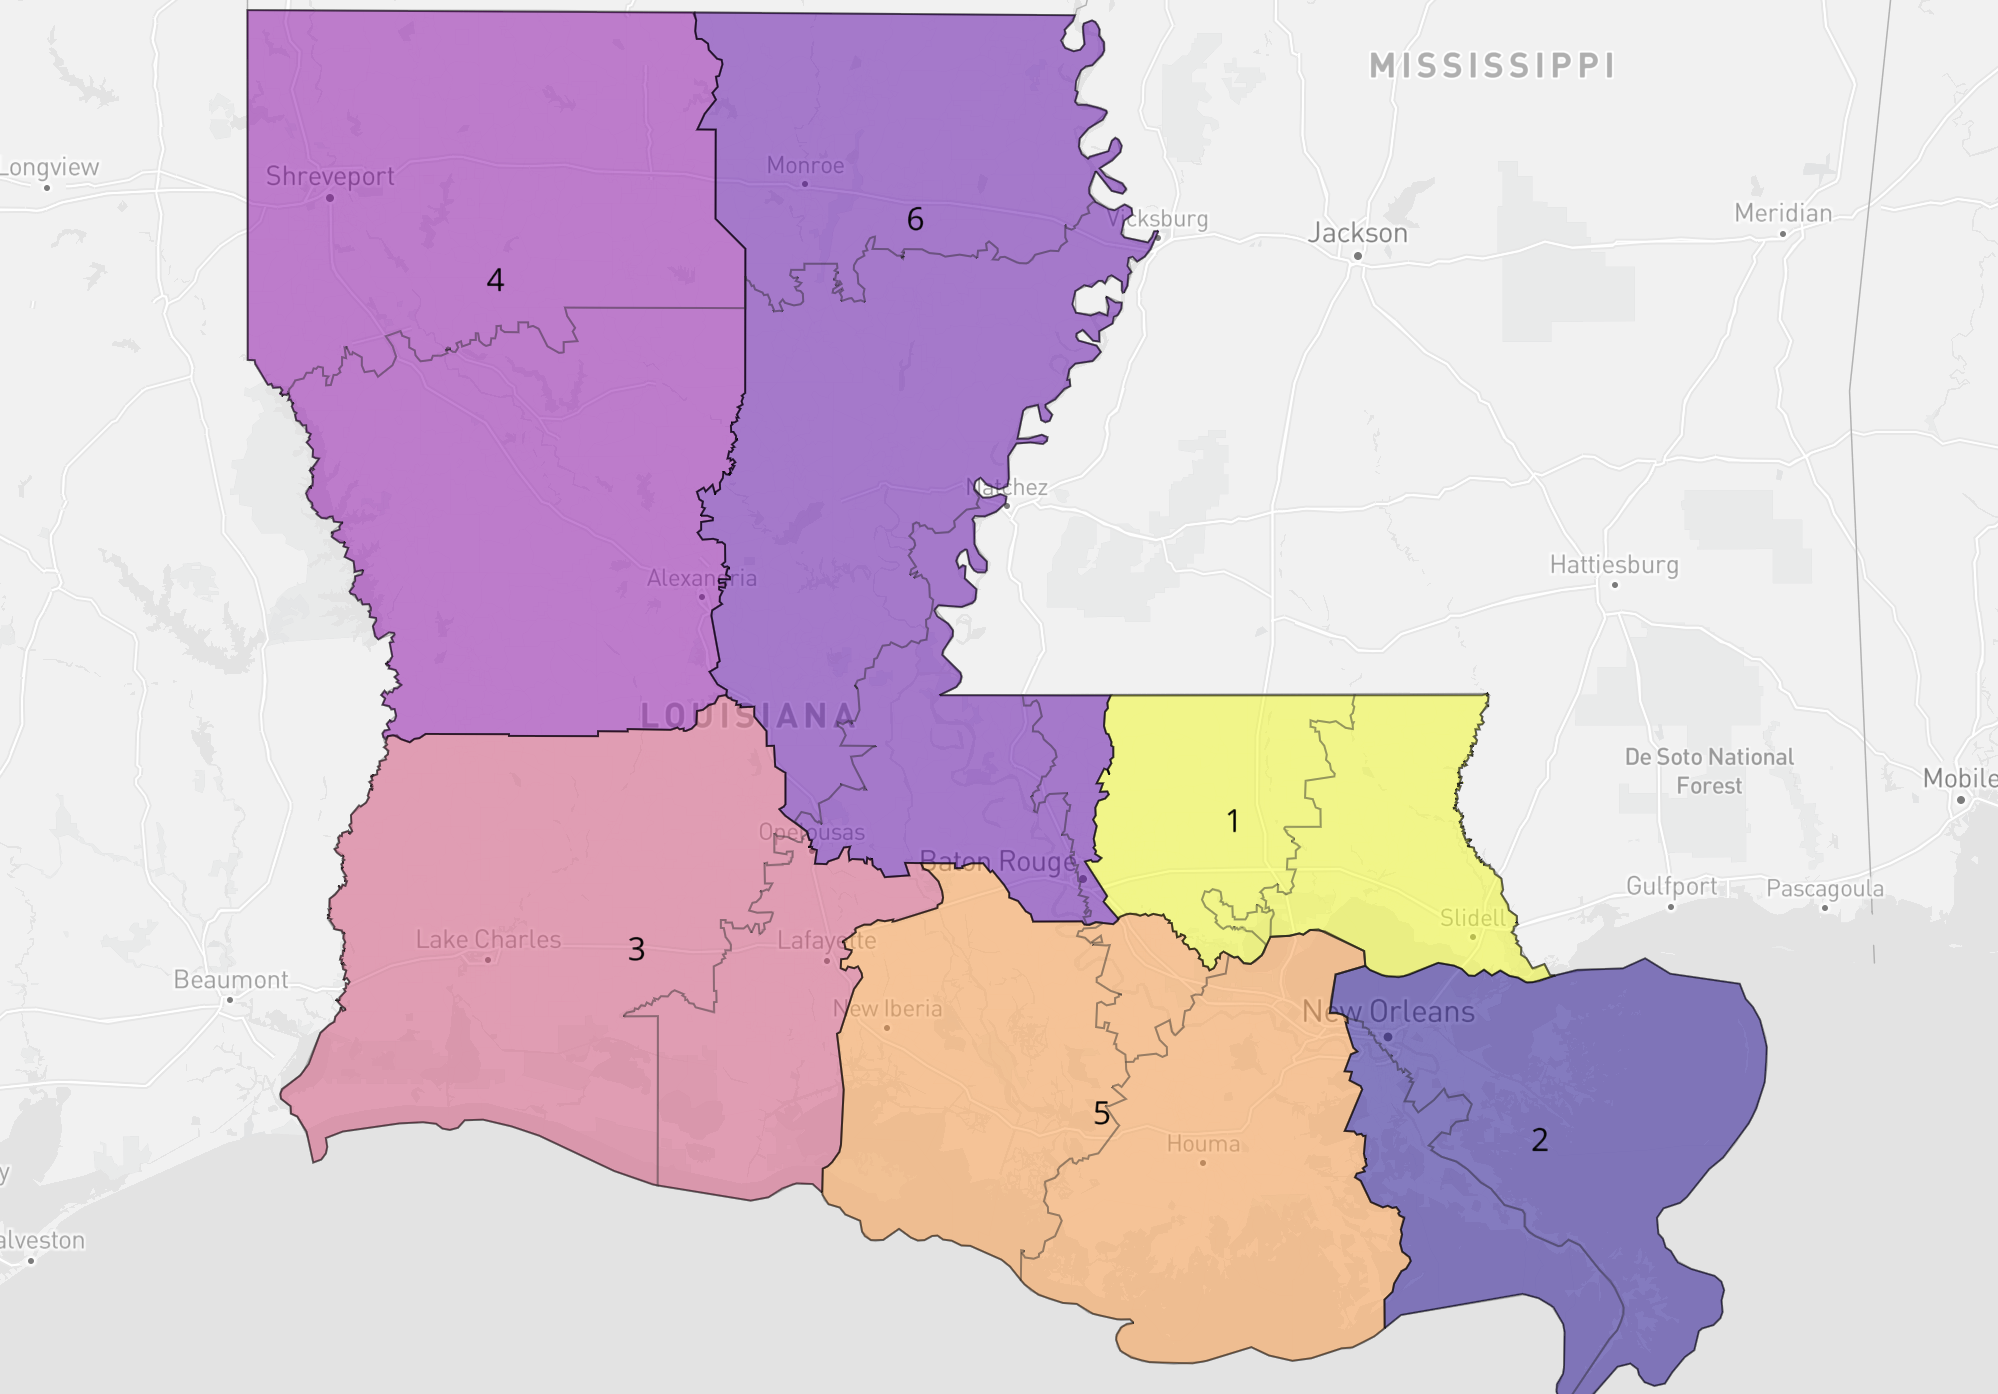 MISSISSIPPI
Longview
Shreveport
Monroe
Vicksburg
Meridian
Jackson
6
4
Natchez
Alexandria
Hattiesburg
LOUISIANA
De Soto National
Forest
Mobile
1
Opelousas
Baton Rouge
Gulfport
Pascagoula
Slidell
Lake Charles
3
Lafayette
Beaumont
New Iberia
New Orleans
5
2
Houma
y
alveston